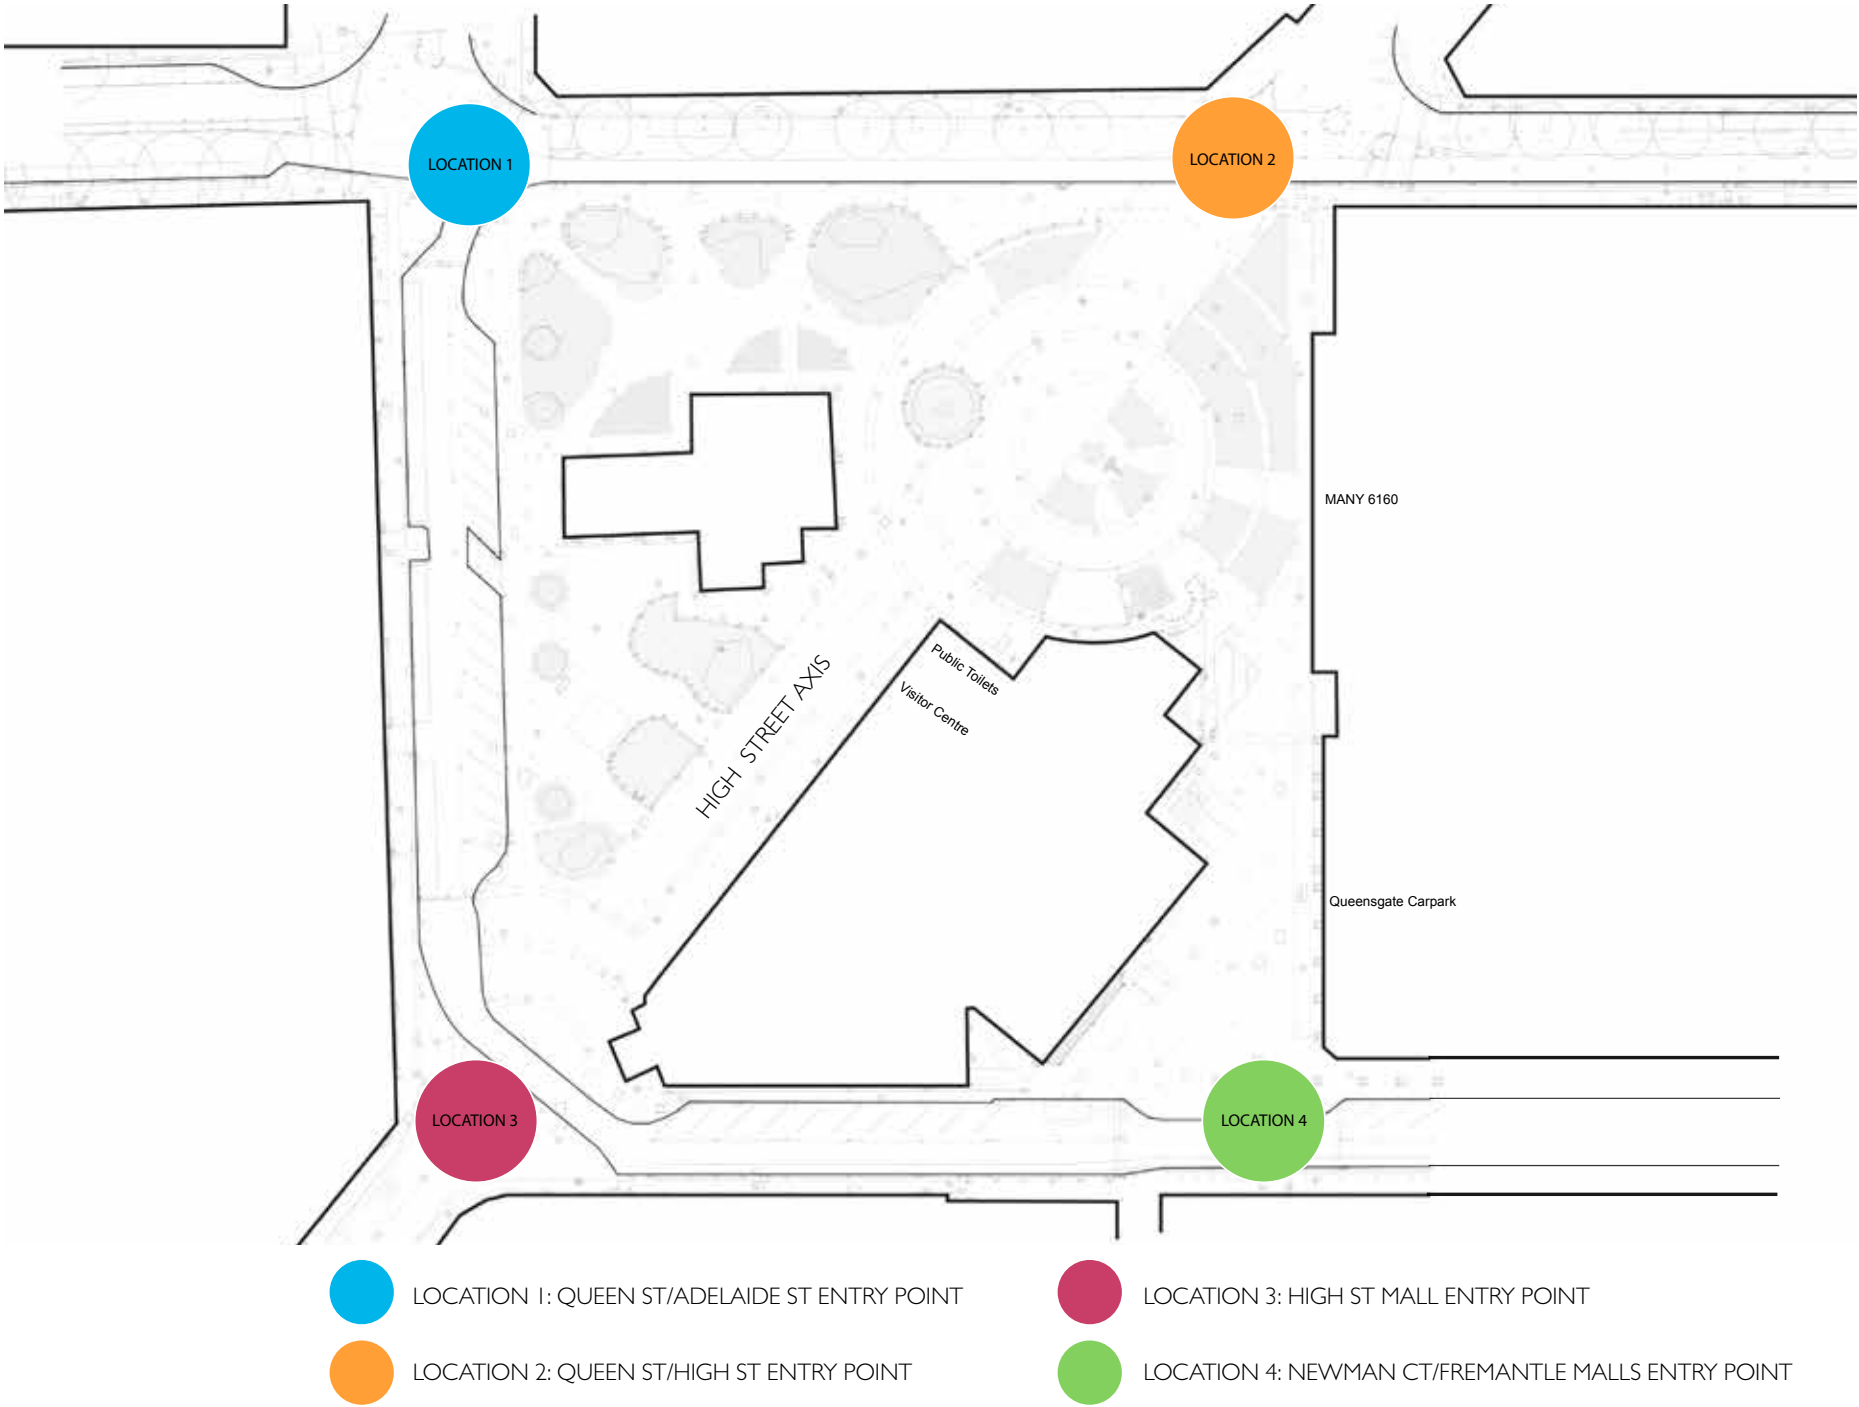 LOCATION 1
LOCATION 2
MANY 6160
Public Toilets
Visitor Centre
HIGH STREET AXIS
Queensgate Carpark
LOCATION 3
LOCATION 4
LOCATION 1: QUEEN ST/ADELAIDE ST ENTRY POINT
LOCATION 2: QUEEN ST/HIGH ST ENTRY POINT
LOCATION 3: HIGH ST MALL ENTRY POINT
LOCATION 4: NEWMAN CT/FREMANTLE MALLS ENTRY POINT